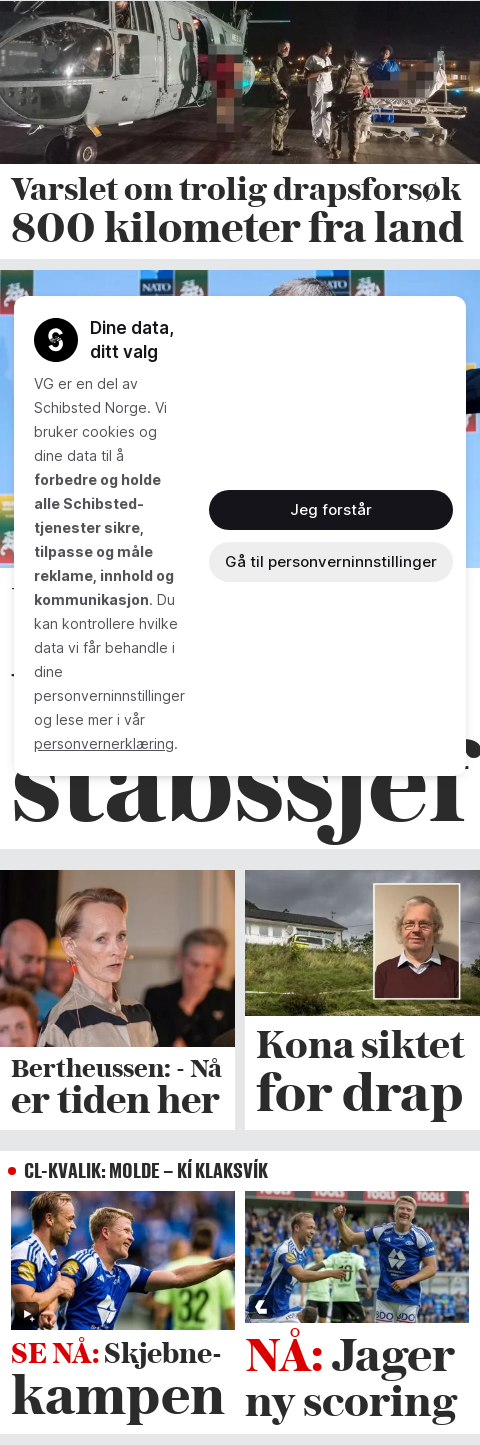 Varslet om trolig drapsforsøk
800 kilometer fra land
NATO
Dine data,
ditt valg
VG er en del av
Schibsted Norge. Vi
bruker cookies og
dine data til å
forbedre og holde
alle Schibsted-
tjenester sikre,
tilpasse og måle
reklame, innhold og
kommunikasjon. Du
kan kontrollere hvilke
data vi får behandle i
dine
personverninnstillinger
og lese mer i vår
personvernerklæring.
Jeg forstår
Gå til personverninnstillinger
stabssjef
Bertheussen: - Nå
er tiden her
Kona siktet
for drap
CL-KVALIK: MOLDE – KÍ KLAKSVÍK
32
TOOLS
10
SE NÅ: Skjebne-
kampen
NÅ: Jager
ny scoring